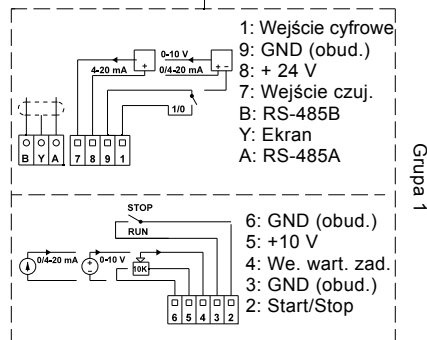 1: Wejście cyfrowe
9: GND (obud.)
8: + 24 V
7: Wejście czuj.
B: RS-485B
Y: Ekran
A: RS-485A
0-10 V
+
+ -
4-20 mA
0/4-20 mA
1/0
B Y A
7 8 9 1
Grupa 1
6: GND (obud.)
5: +10 V
4: We. wart. zad.
3: GND (obud.)
2: Start/Stop
STOP
RUN
0/4-20 mA
+
-
0-10 V
10K
6 5 4 3 2